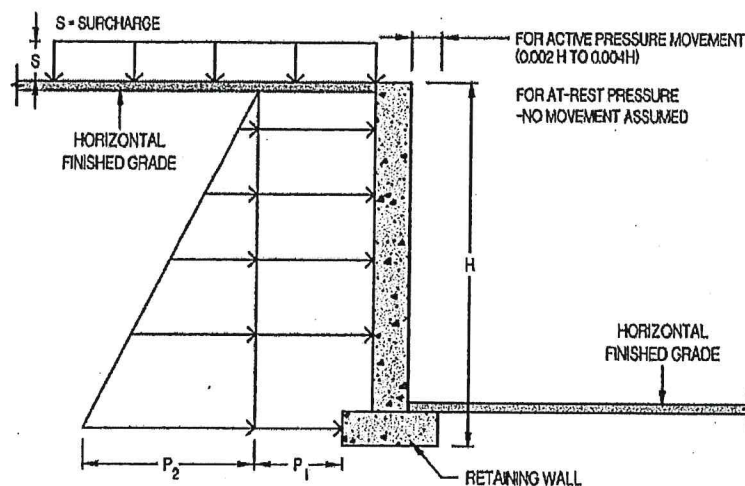 S = SURCHARGE
S
FOR ACTIVE PRESSURE MOVEMENT
(0.002 H TO 0.004H)
FOR AT-REST PRESSURE
-NO MOVEMENT ASSUMED
HORIZONTAL
FINISHED GRADE
H
HORIZONTAL
FINISHED GRADE
P2
P1
RETAINING WALL